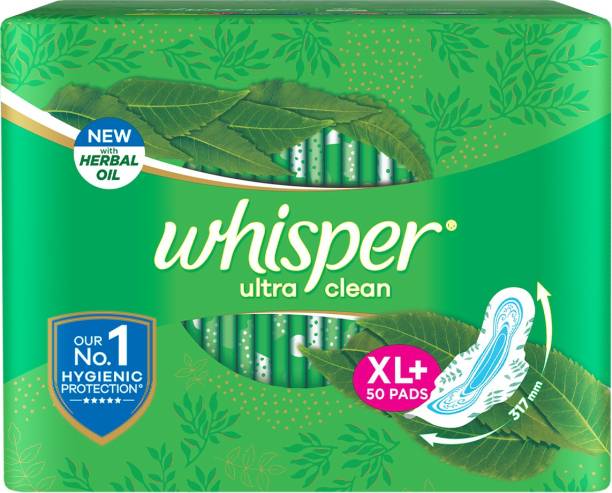 NEW
with
HERBAL
OIL
whisper®
ultra clean
OUR
No.1
HYGIENIC
PROTECTION°
XL+
50 PADS
317 mm